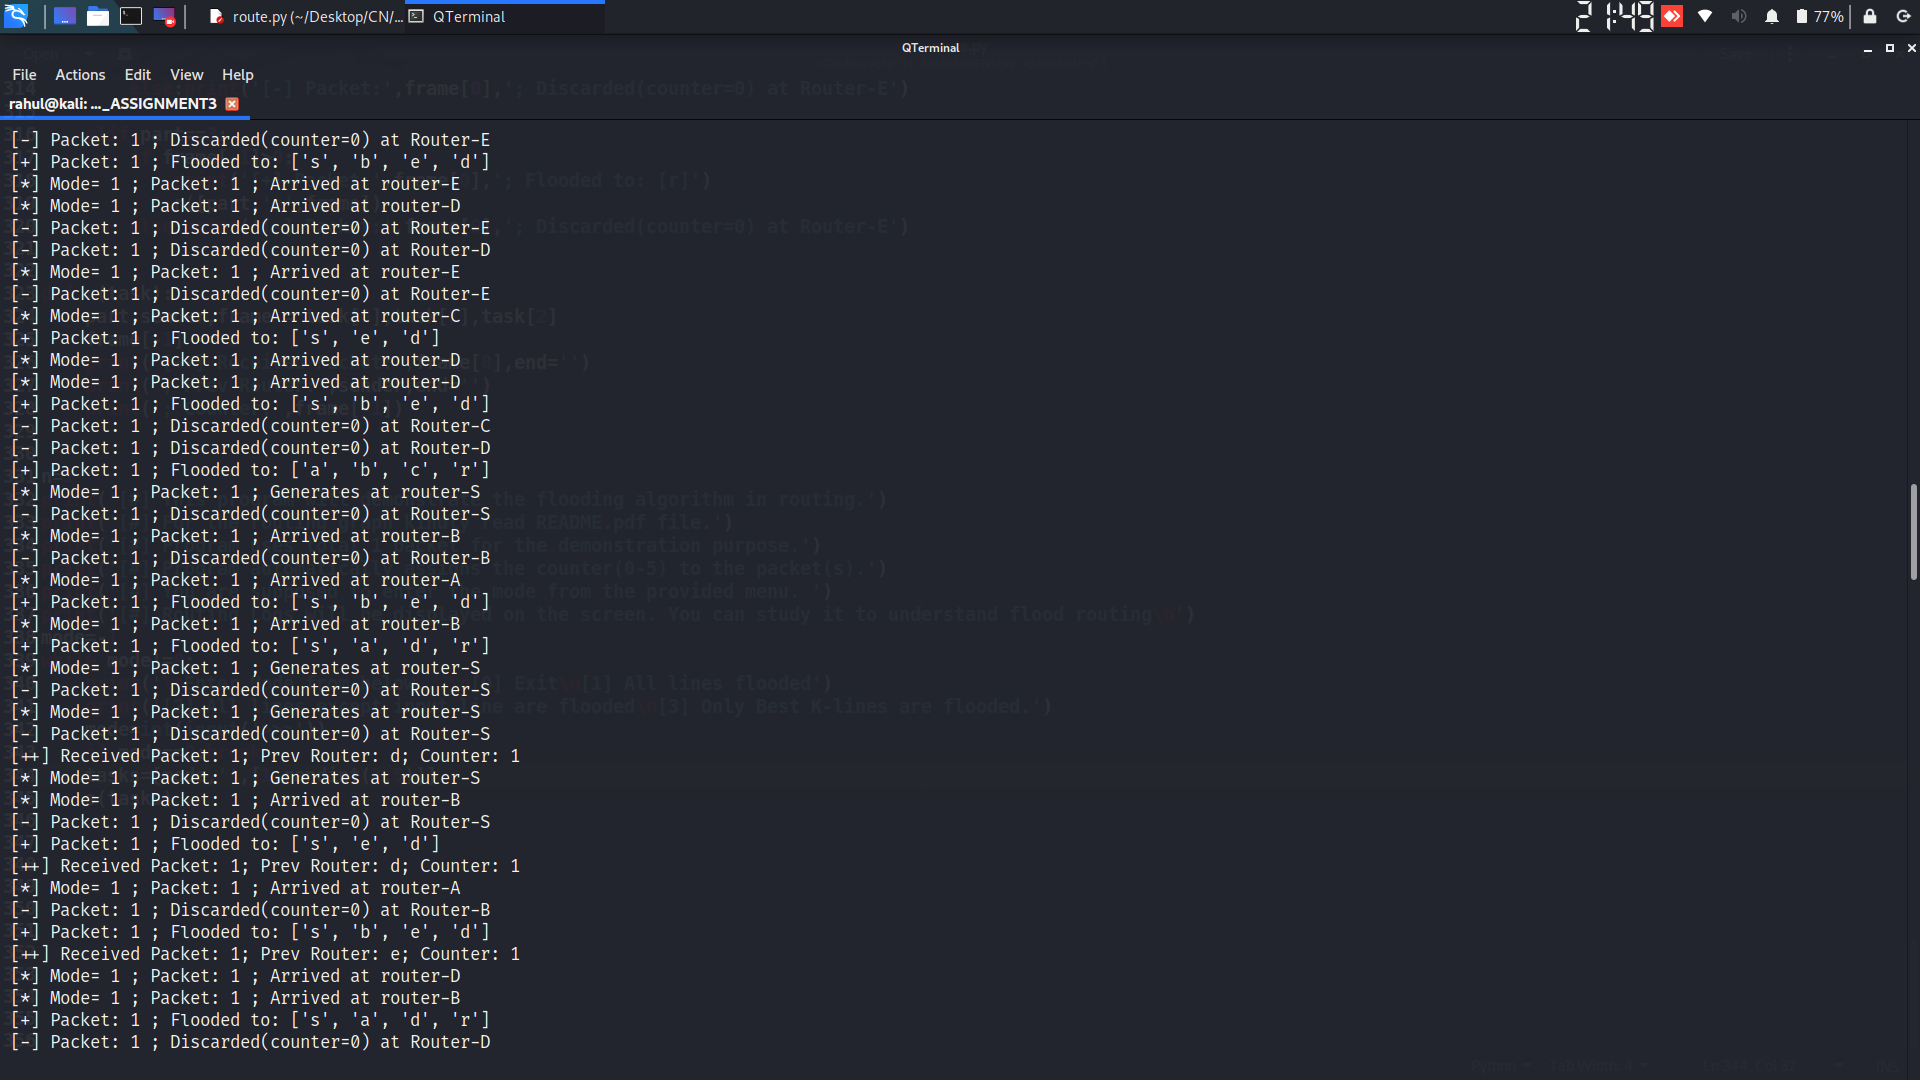 route.py (~/Desktop/CN/... QTerminal 21:49 77%
QTerminal
File Actions Edit View Help
rahul@kali: ..._ASSIGNMENT3
[-] Packet: 1 ; Discarded(counter=0) at Router-E
[+] Packet: 1 ; Flooded to: ['s', 'b', 'e', 'd']
[*] Mode= 1 ; Packet: 1 ; Arrived at router-E
[*] Mode= 1 ; Packet: 1 ; Arrived at router-D
[-] Packet: 1 ; Discarded(counter=0) at Router-E
[-] Packet: 1 ; Discarded(counter=0) at Router-D
[*] Mode= 1 ; Packet: 1 ; Arrived at router-E
[-] Packet: 1 ; Discarded(counter=0) at Router-E
[*] Mode= 1 ; Packet: 1 ; Arrived at router-C
[+] Packet: 1 ; Flooded to: ['s', 'e', 'd']
[*] Mode= 1 ; Packet: 1 ; Arrived at router-D
[*] Mode= 1 ; Packet: 1 ; Arrived at router-D
[+] Packet: 1 ; Flooded to: ['s', 'b', 'e', 'd']
[-] Packet: 1 ; Discarded(counter=0) at Router-C
[-] Packet: 1 ; Discarded(counter=0) at Router-D
[+] Packet: 1 ; Flooded to: ['a', 'b', 'c', 'r']
[*] Mode= 1 ; Packet: 1 ; Generates at router-S
[-] Packet: 1 ; Discarded(counter=0) at Router-S
[*] Mode= 1 ; Packet: 1 ; Arrived at router-B
[-] Packet: 1 ; Discarded(counter=0) at Router-B
[*] Mode= 1 ; Packet: 1 ; Arrived at router-A
[+] Packet: 1 ; Flooded to: ['s', 'b', 'e', 'd']
[*] Mode= 1 ; Packet: 1 ; Arrived at router-B
[+] Packet: 1 ; Flooded to: ['s', 'a', 'd', 'r']
[*] Mode= 1 ; Packet: 1 ; Generates at router-S
[-] Packet: 1 ; Discarded(counter=0) at Router-S
[*] Mode= 1 ; Packet: 1 ; Generates at router-S
[-] Packet: 1 ; Discarded(counter=0) at Router-S
[++] Received Packet: 1; Prev Router: d; Counter: 1
[*] Mode= 1 ; Packet: 1 ; Generates at router-S
[*] Mode= 1 ; Packet: 1 ; Arrived at router-B
[-] Packet: 1 ; Discarded(counter=0) at Router-S
[+] Packet: 1 ; Flooded to: ['s', 'e', 'd']
[++] Received Packet: 1; Prev Router: d; Counter: 1
[*] Mode= 1 ; Packet: 1 ; Arrived at router-A
[-] Packet: 1 ; Discarded(counter=0) at Router-B
[+] Packet: 1 ; Flooded to: ['s', 'b', 'e', 'd']
[++] Received Packet: 1; Prev Router: e; Counter: 1
[*] Mode= 1 ; Packet: 1 ; Arrived at router-D
[*] Mode= 1 ; Packet: 1 ; Arrived at router-B
[+] Packet: 1 ; Flooded to: ['s', 'a', 'd', 'r']
[-] Packet: 1 ; Discarded(counter=0) at Router-D